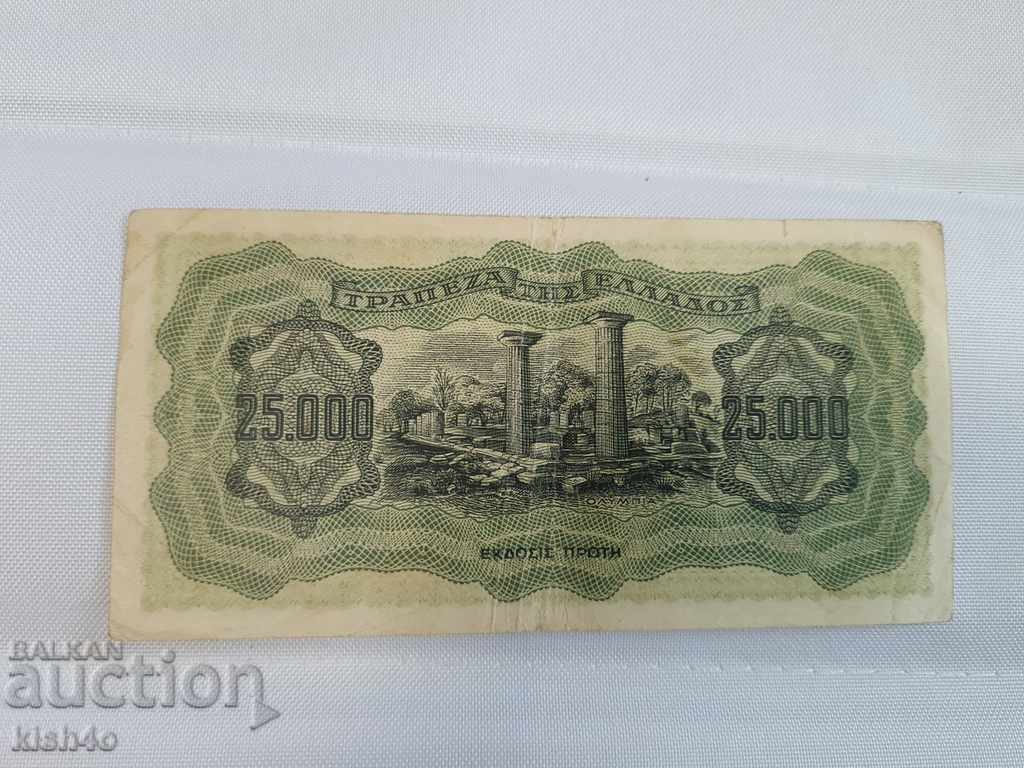 ΤΡΑΠΕΖΑ ΤΗΣ ΕΛΛΑΔΟΣ
25.000 25.000
ΟΛΥΜΠΙΑ
ΕΚΔΟΣΙΣ ΠΡΩΤΗ
BALKAN
auction
kish4o